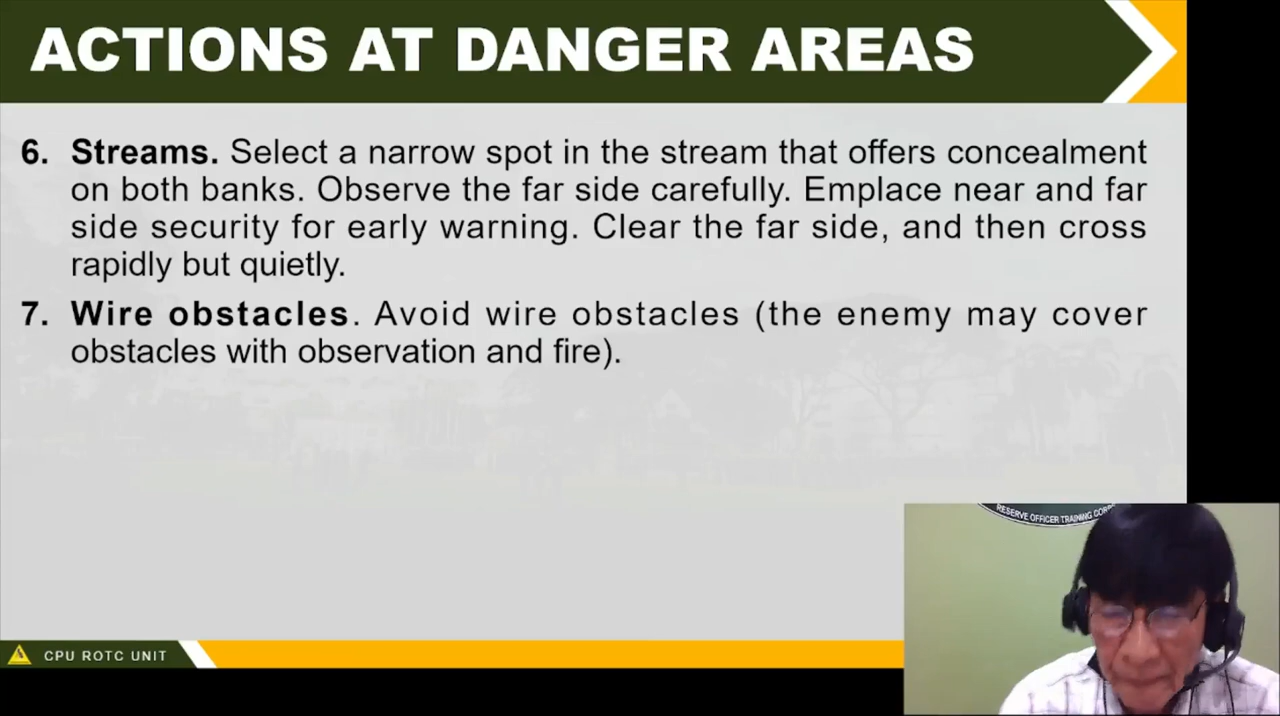 ACTIONS AT DANGER AREAS
6. Streams. Select a narrow spot in the stream that offers concealment
on both banks. Observe the far side carefully. Emplace near and far
side security for early warning. Clear the far side, and then cross
rapidly but quietly.
7. Wire obstacles. Avoid wire obstacles (the enemy may cover
obstacles with observation and fire).
RESERVE OFFICER TRAINING CORP
CPU ROTC UNIT